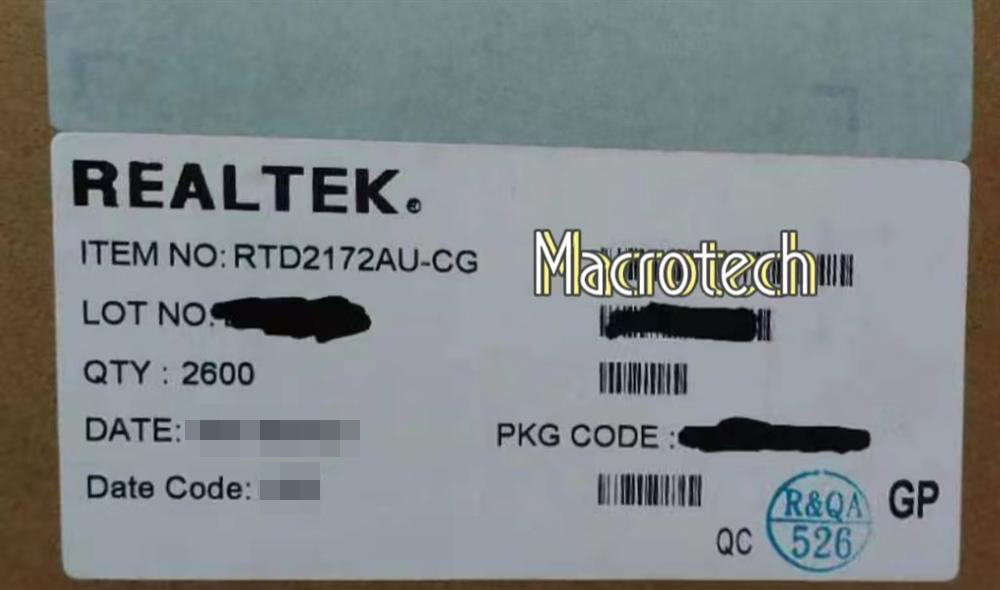 REALTEK.
ITEM NO: RTD2172AU-CG
Macrotech
LOT NO:
QTY : 2600
DATE:
PKG CODE :
Date Code:
R&QA
526
QC
GP